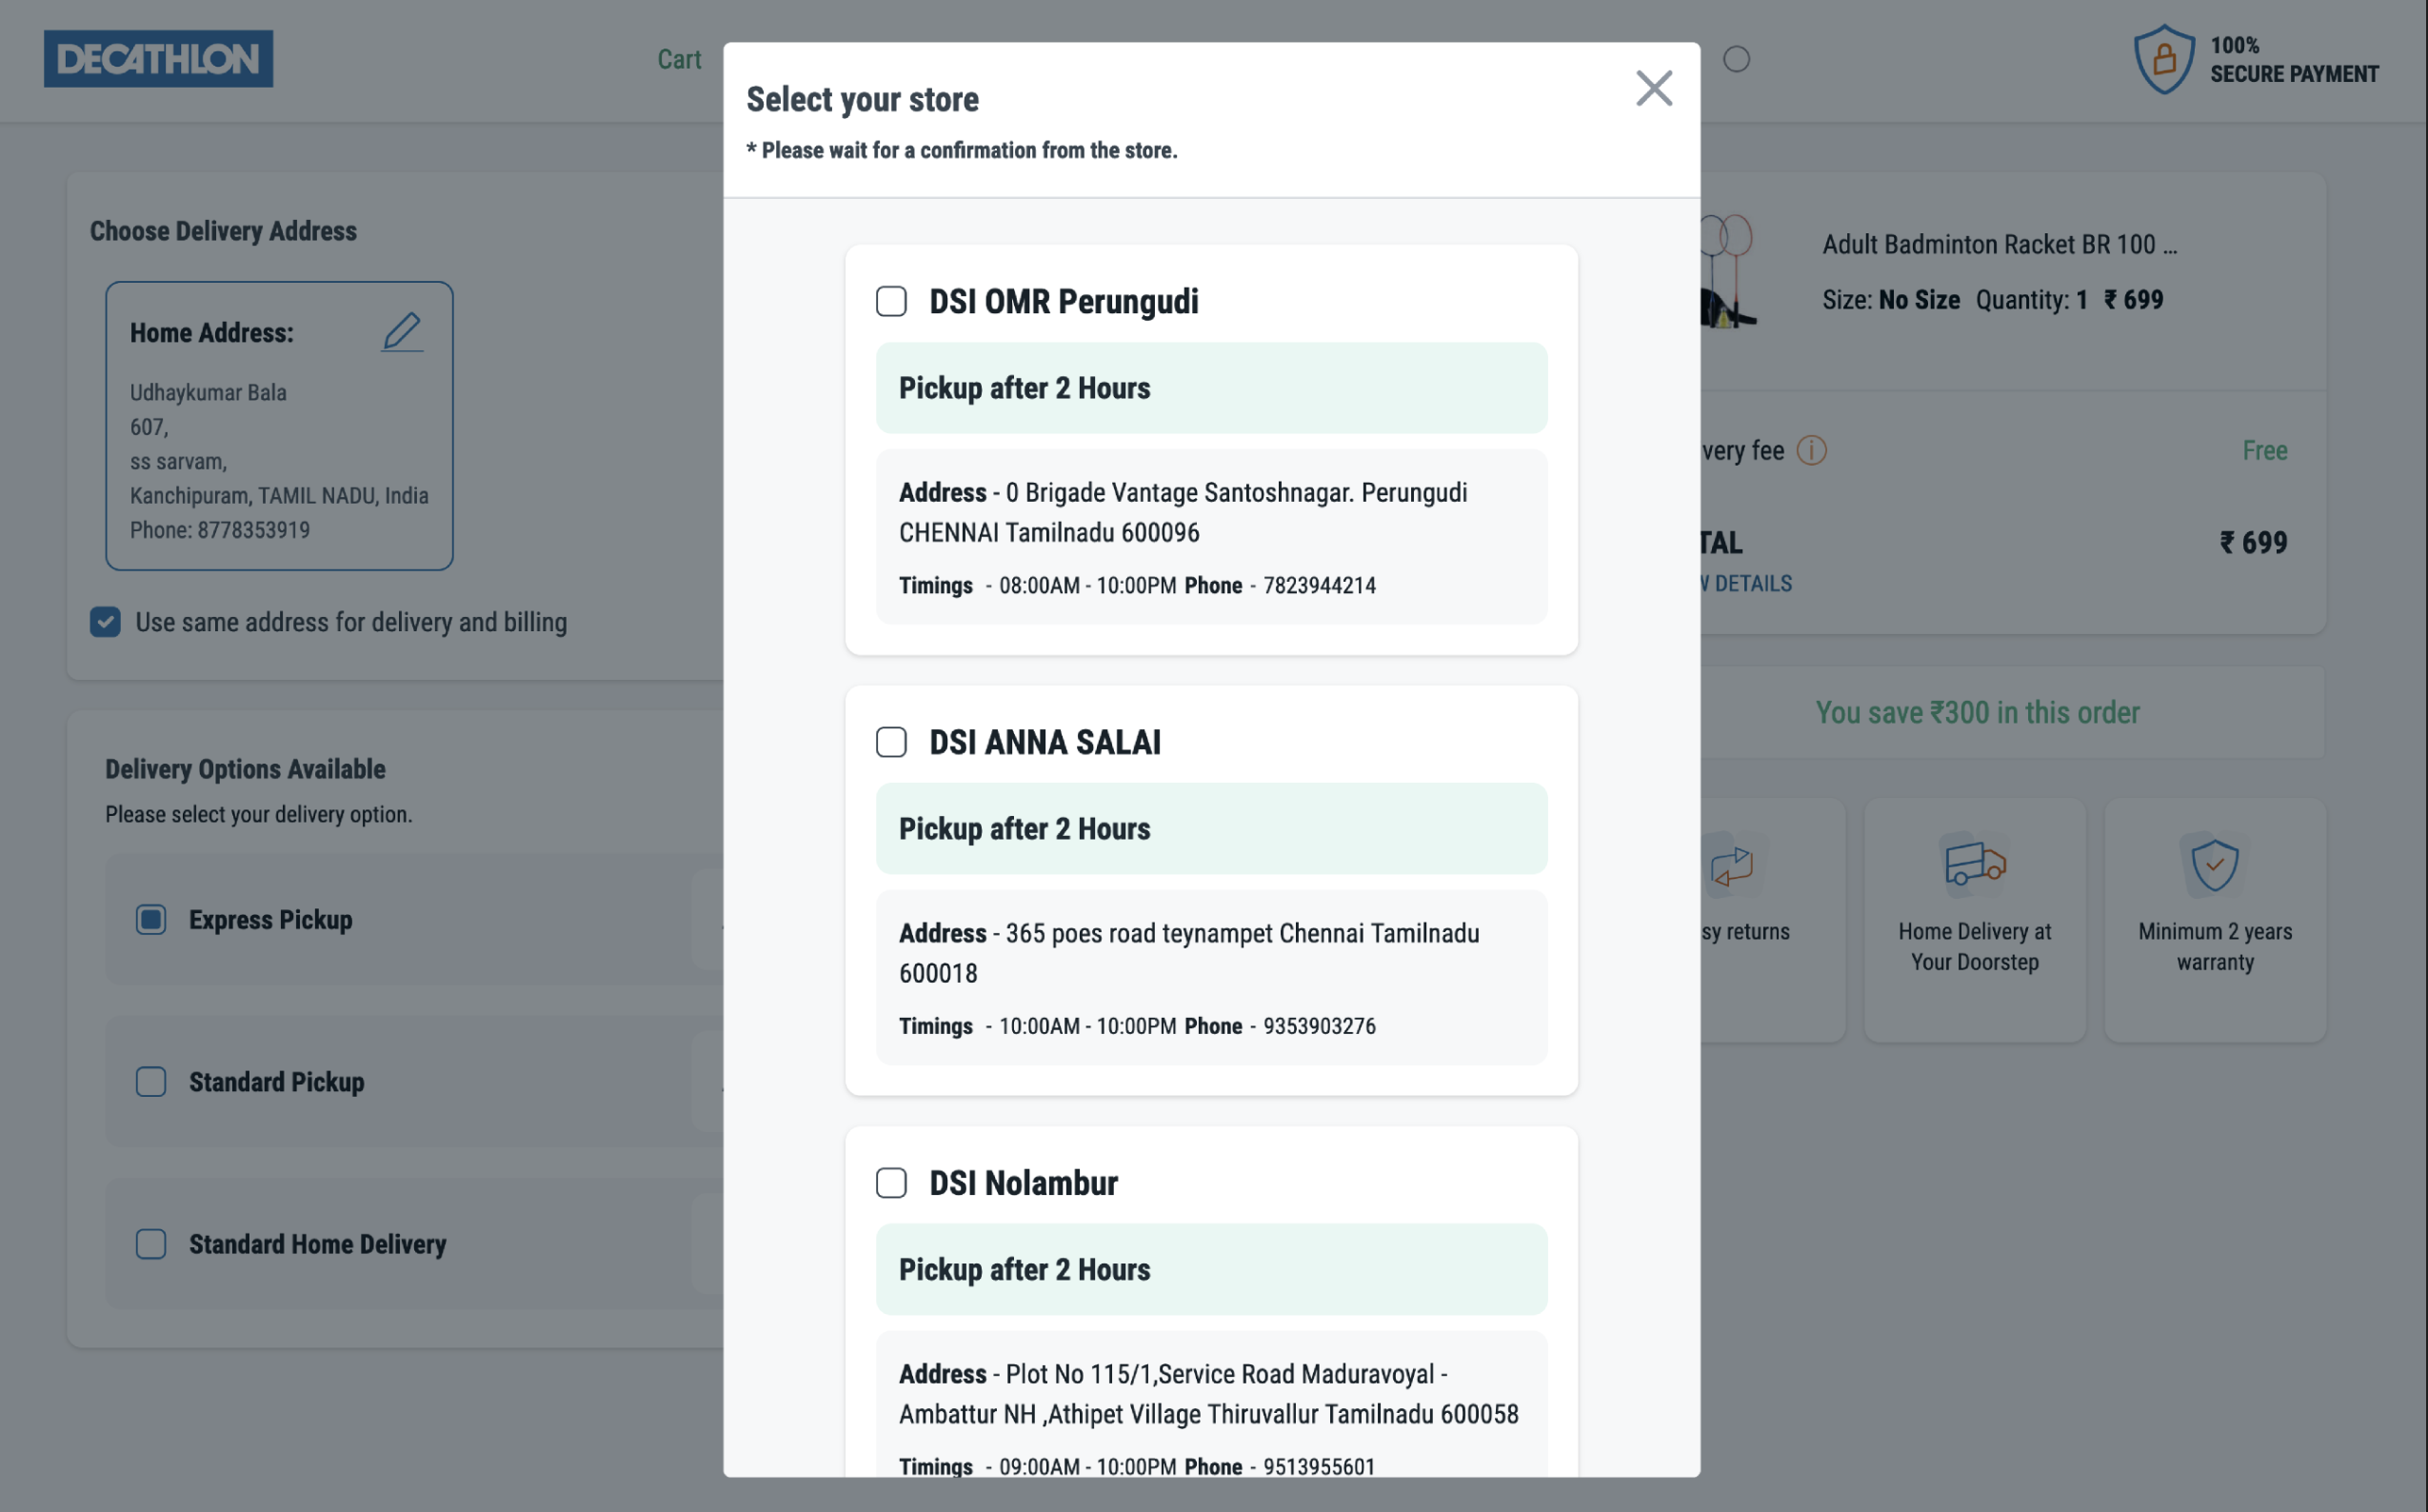 DECATHLON
Cart
100%
SECURE PAYMENT
Select your store
* Please wait for a confirmation from the store.
Choose Delivery Address
Home Address:
Udhaykumar Bala
607,
ss sarvam,
Kanchipuram, TAMIL NADU, India
Phone: 8778353919
Use same address for delivery and billing
Delivery Options Available
Please select your delivery option.
Express Pickup
Standard Pickup
Standard Home Delivery
DSI OMR Perungudi
Pickup after 2 Hours
Address - 0 Brigade Vantage Santoshnagar. Perungudi
CHENNAI Tamilnadu 600096
Timings - 08:00AM - 10:00PM Phone - 7823944214
DSI ANNA SALAI
Pickup after 2 Hours
Address - 365 poes road teynampet Chennai Tamilnadu
600018
Timings - 10:00AM - 10:00PM Phone - 9353903276
DSI Nolambur
Pickup after 2 Hours
Address - Plot No 115/1,Service Road Maduravoyal -
Ambattur NH ,Athipet Village Thiruvallur Tamilnadu 600058
Timings - 09:00AM - 10:00PM Phone - 9513955601
Adult Badminton Racket BR 100 ...
Size: No Size Quantity: 1 ₹ 699
very fee Free
TAL ₹ 699
DETAILS
You save ₹300 in this order
sy returns
Home Delivery at
Your Doorstep
Minimum 2 years
warranty